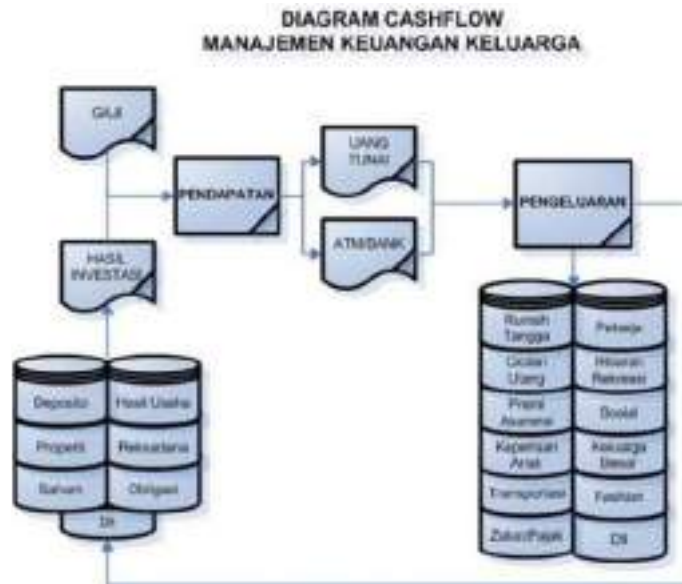 DIAGRAM CASHFLOW
MANAJEMEN KEUANGAN KELUARGA
GAJI
UANG
TUNAI
PENDAPATAN
PENGELUARAN
HASIL
INVESTASI
ATM/BANK
Rumah
Tangga
Pekerja
Cicilan
Utang
Hiburan
Rekreasi
Premi
Asuransi
Sosial
Deposito
Hasil Usaha
Properti
Reksadana
Keperluan
Anak
Keluarga
Besar
Saham
Obligasi
Transportasi
Fashion
Dll
Zakat/Pajak
Dll